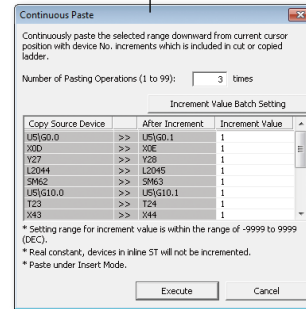 Continuous Paste
Continuously paste the selected range downward from current cursor
position with device No. increments which is included in cut or copied
ladder.
Number of Pasting Operations (1 to 99): 3 times
Increment Value Batch Setting
Copy Source Device After Increment Increment Value
U5\G0.0 >> U5\G0.1 1
X0D >> X0E 1
Y27 >> Y28 1
L2044 >> L2045 1
SM62 >> SM63 1
U5\G10.0 >> U5\G10.1 1
T23 >> T24 1
X43 >> X44 1
* Setting range for increment value is within the range of -9999 to 9999
(DEC).
* Real constant, devices in inline ST will not be incremented.
* Paste under Insert Mode.
Execute Cancel